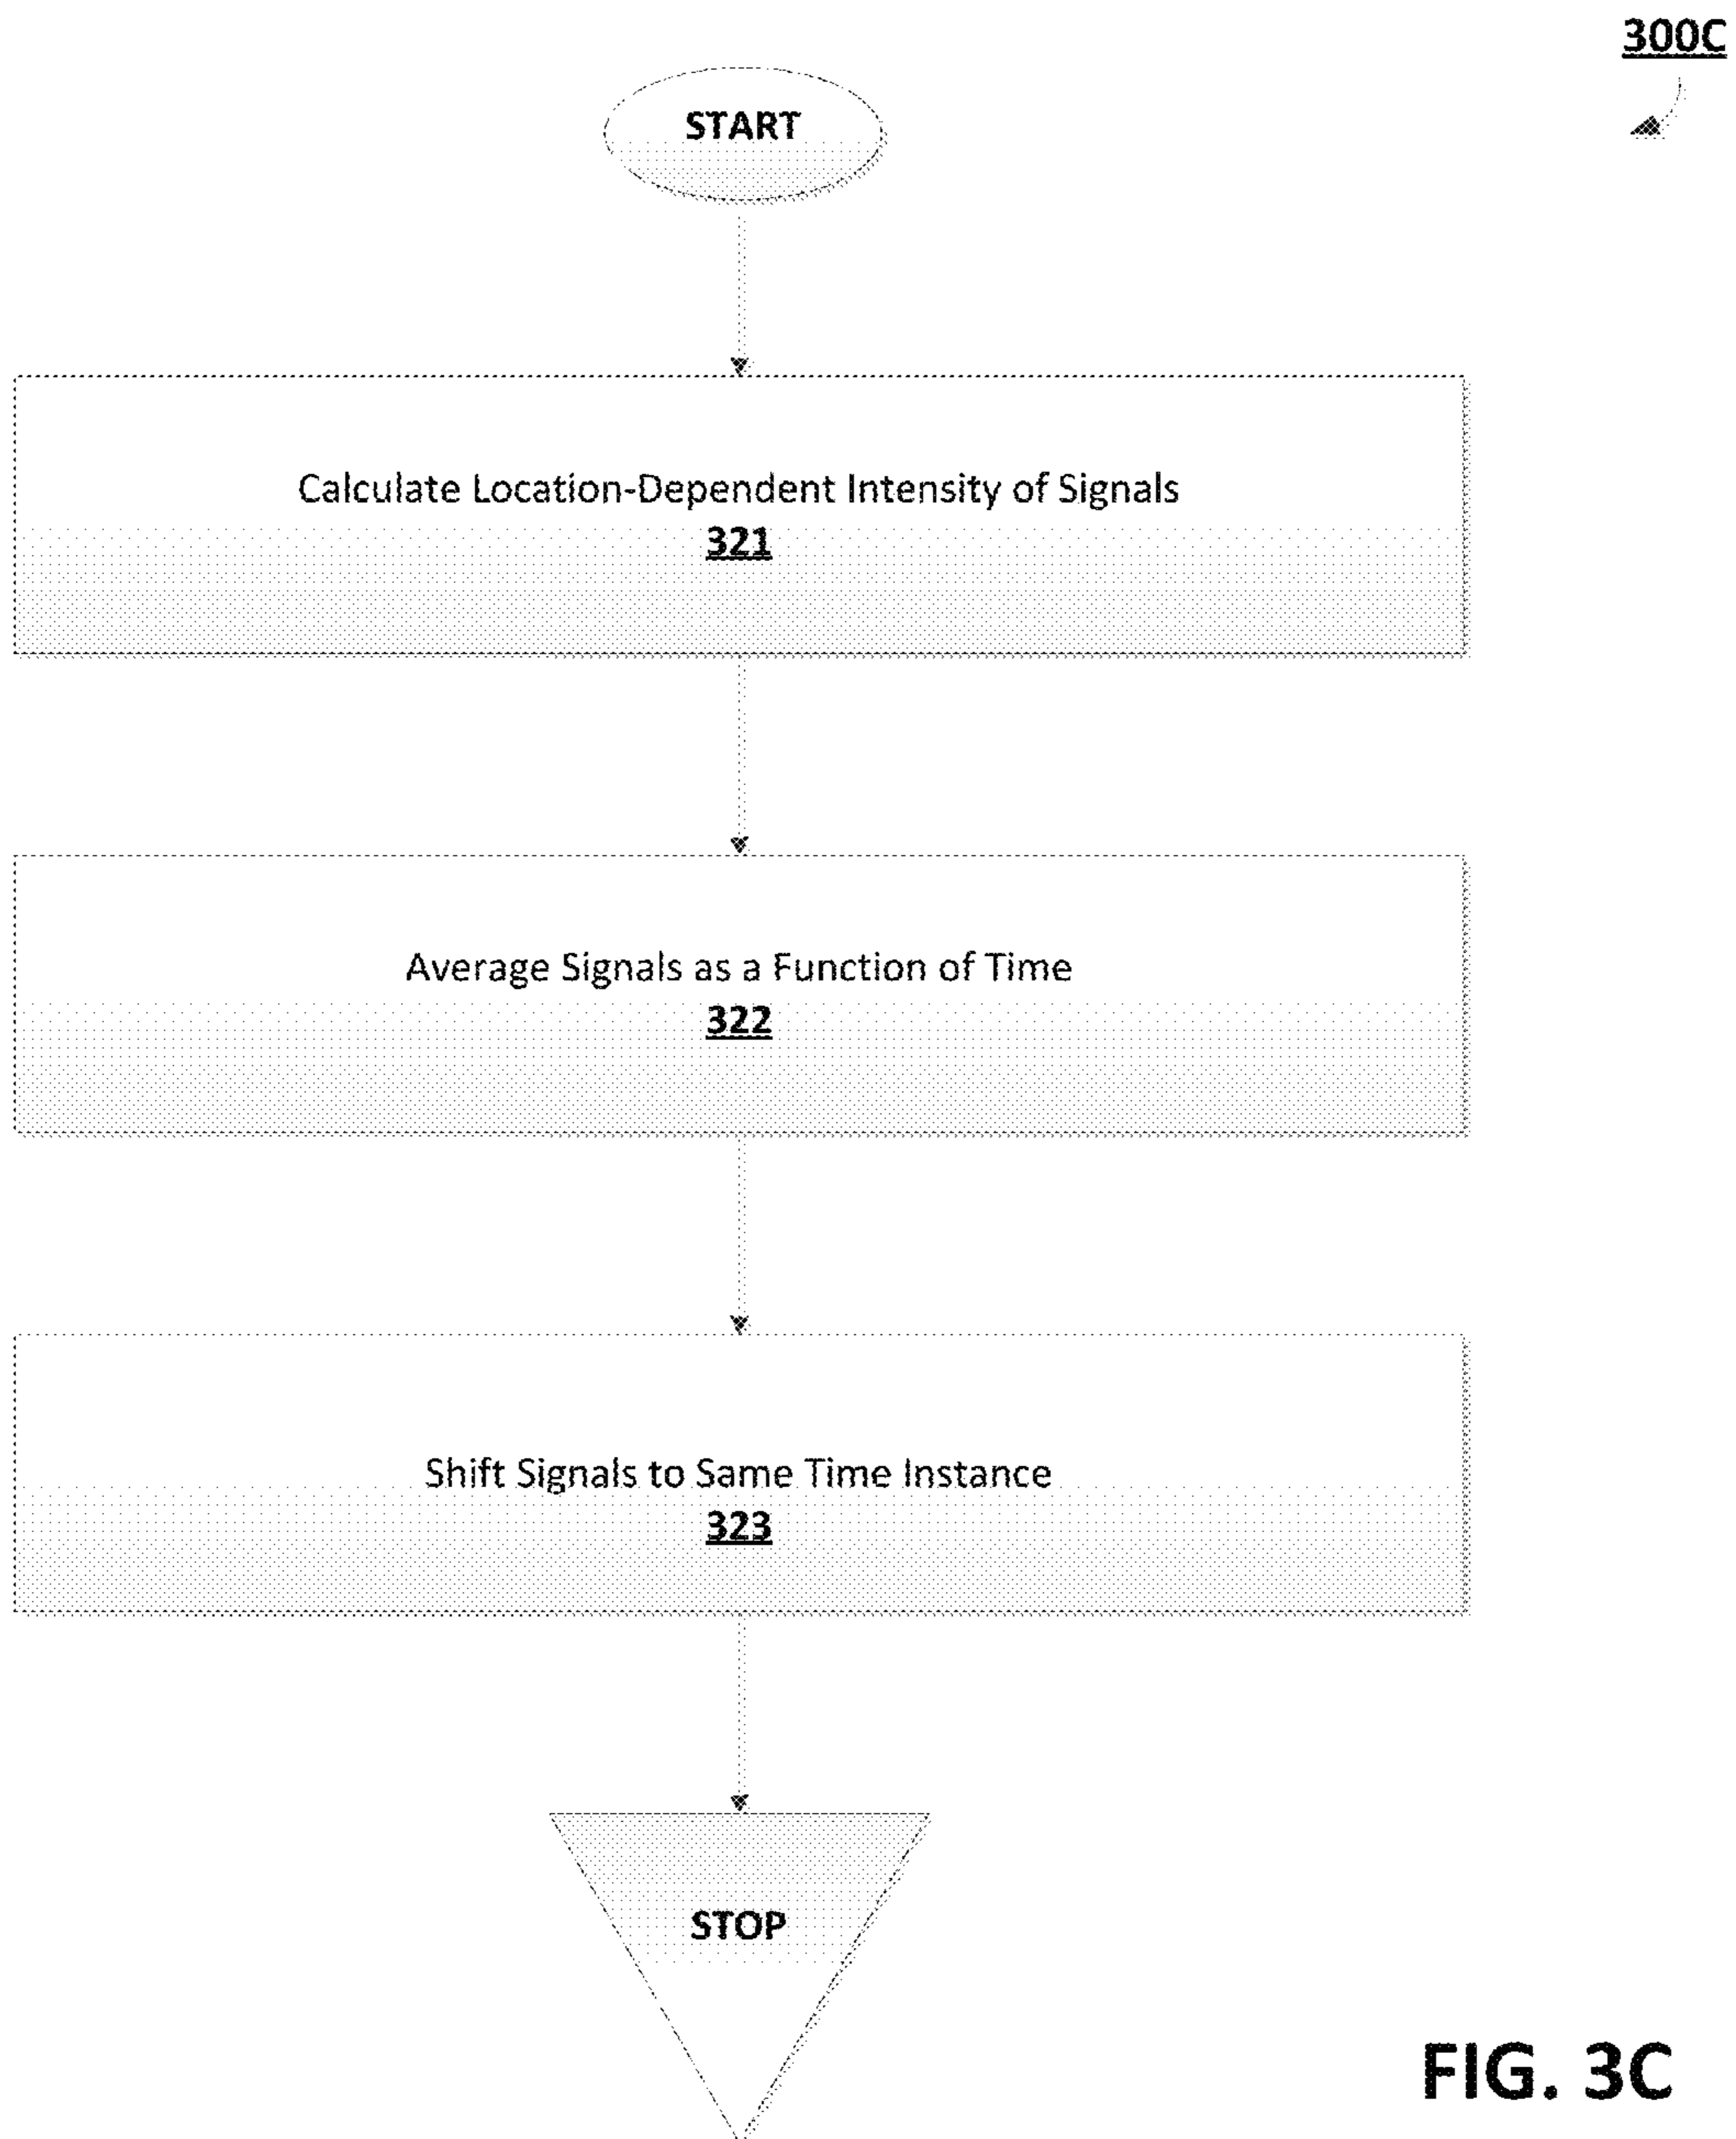 300C
START
Calculate Location-Dependent Intensity of Signals
321
Average Signals as a Function of Time
322
Shift Signals to Same Time Instance
323
STOP
FIG. 3C